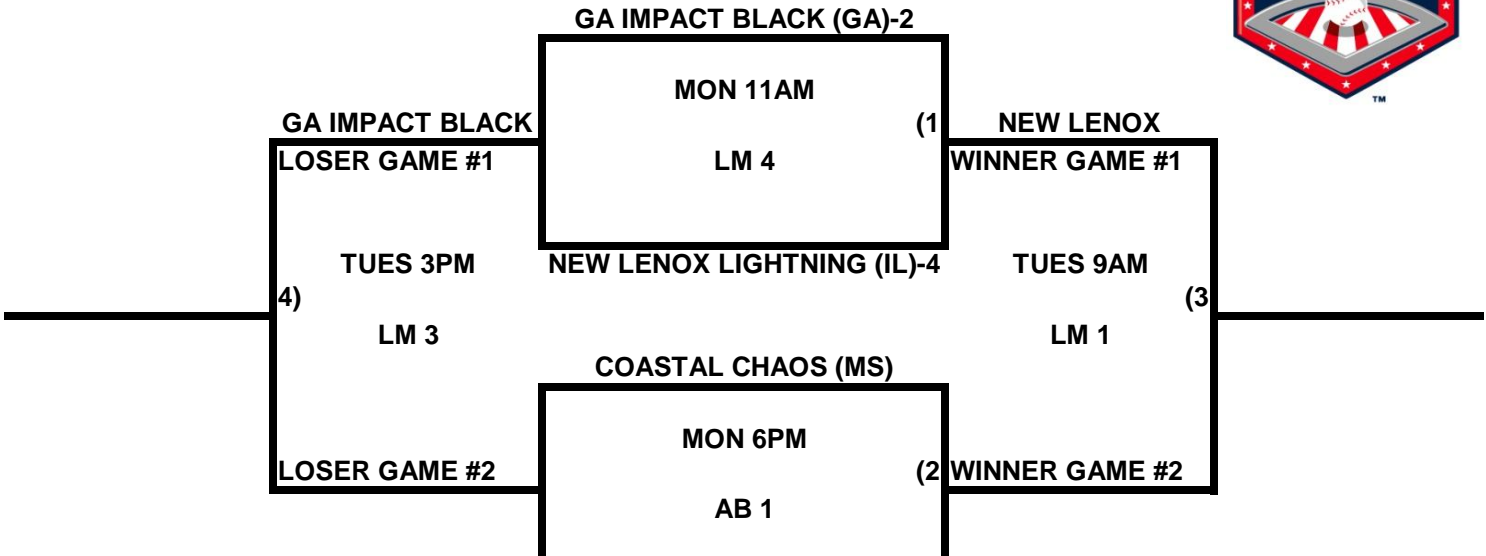 GA IMPACT BLACK (GA)-2
MON 11AM
GA IMPACT BLACK
(1
NEW LENOX
LOSER GAME #1
LM 4
WINNER GAME #1
TUES 3PM
NEW LENOX LIGHTNING (IL)-4
TUES 9AM
4)
(3
LM 3
LM 1
COASTAL CHAOS (MS)
MON 6PM
LOSER GAME #2
(2
WINNER GAME #2
AB 1
TM